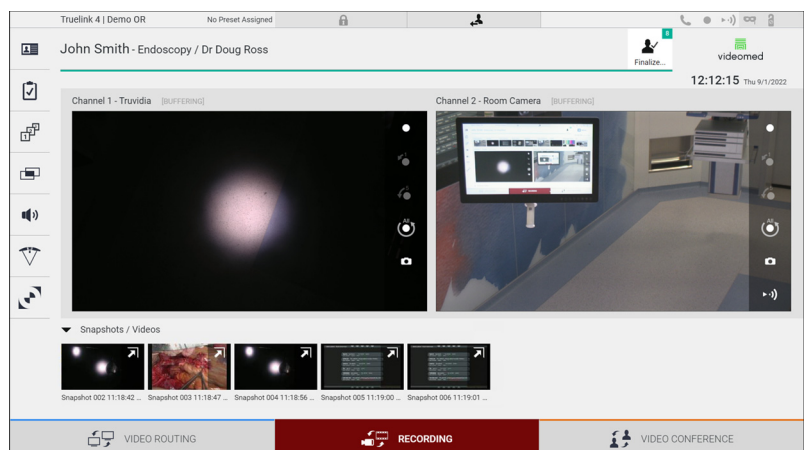 Truelink 4 | Demo OR
No Preset Assigned
John Smith - Endoscopy / Dr Doug Ross
8
Finalize...
videomed
12:12:15 Thu 9/1/2022
Channel 1 - Truvidia [BUFFERING]
Channel 2 - Room Camera [BUFFERING]
All
All
Snapshots / Videos
Snapshot 002 11:18:42 ...
Snapshot 003 11:18:47 ...
Snapshot 004 11:18:56 ...
Snapshot 005 11:19:00 ...
Snapshot 006 11:19:01 ...
VIDEO ROUTING
RECORDING
VIDEO CONFERENCE